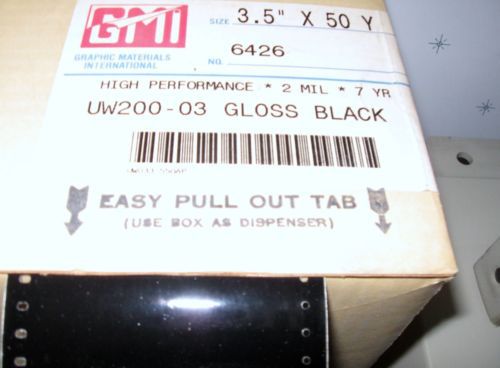 GMI
GRAPHIC MATERIALS
INTERNATIONAL
SIZE 3.5" X 50 Y
NO. 6426
HIGH PERFORMANCE * 2 MIL * 7 YR
UW200-03 GLOSS BLACK
EASY PULL OUT TAB
(USE BOX AS DISPENSER)